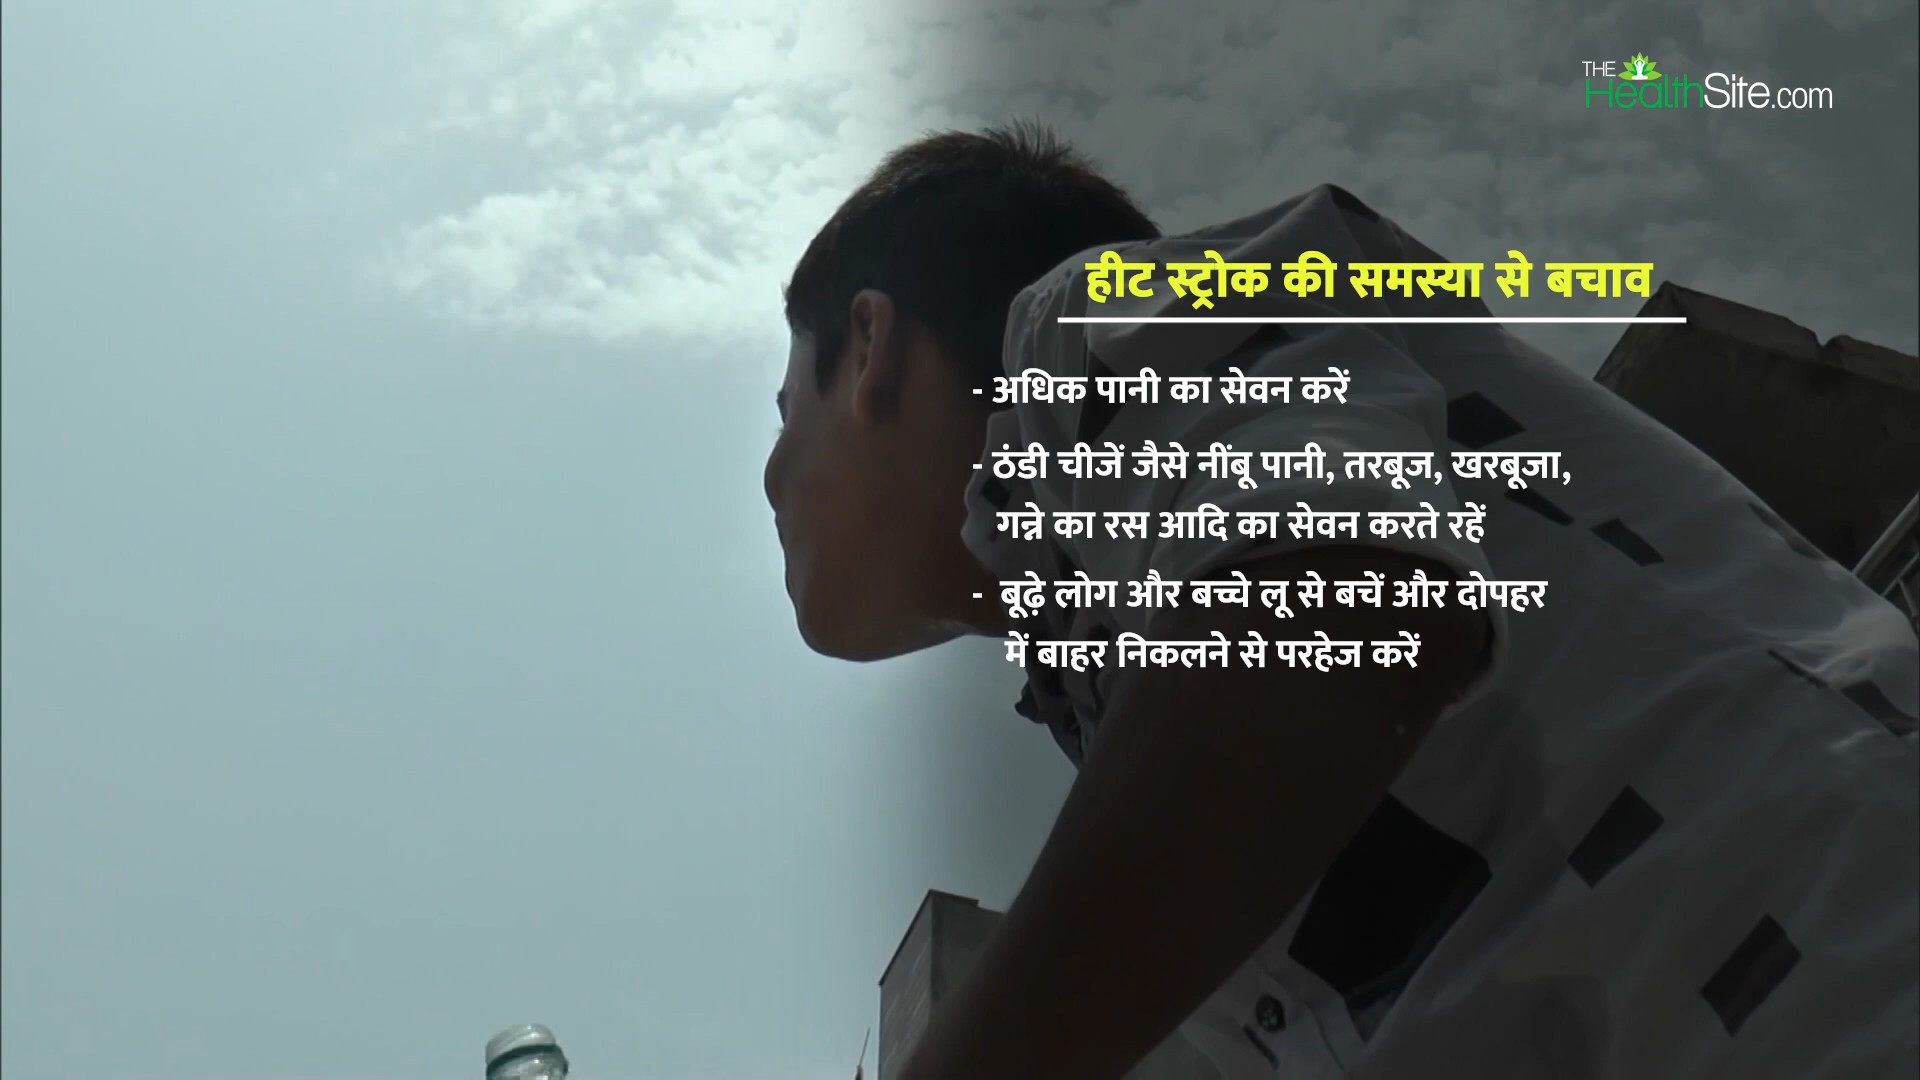 THE
HealthSite.com
हीट स्ट्रोक की समस्या से बचाव
- अधिक पानी का सेवन करें
- ठंडी चीजें जैसे नींबू पानी, तरबूज, खरबूजा,
गन्ने का रस आदि का सेवन करते रहें
- बूढ़े लोग और बच्चे लू से बचें और दोपहर
में बाहर निकलने से परहेज करें